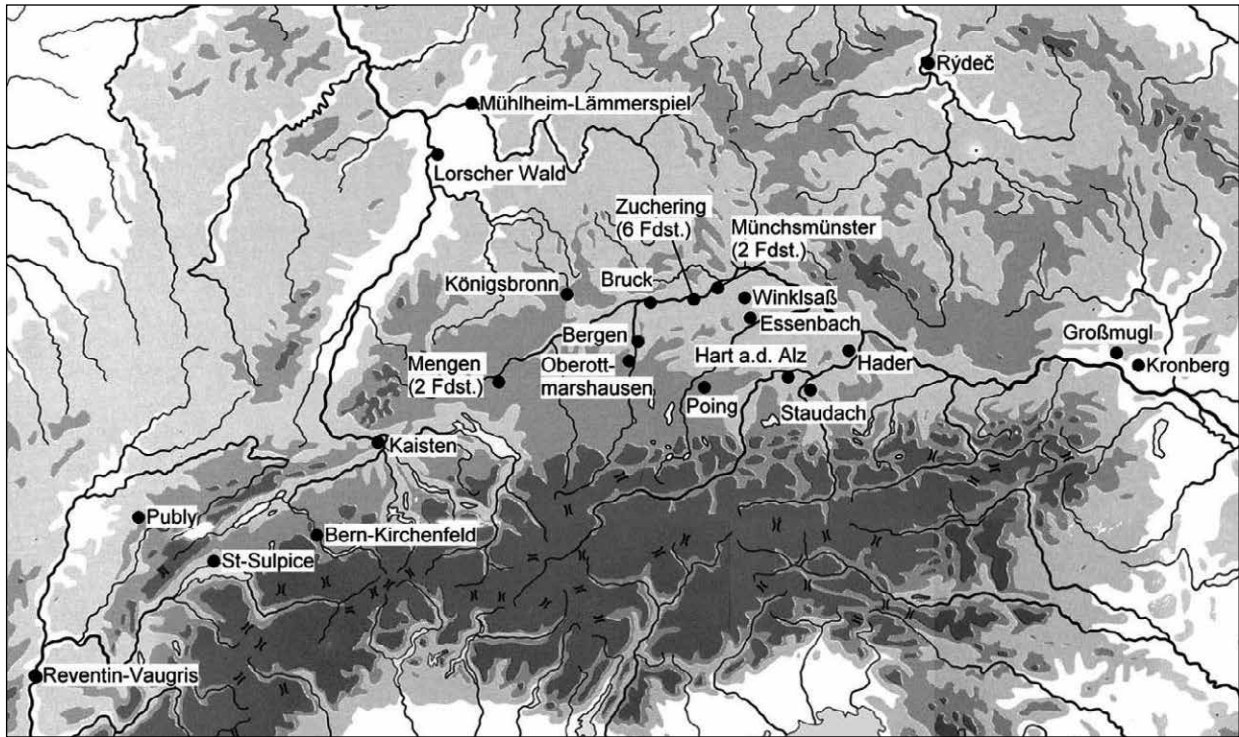 Rýdeč
Mühlheim-Lämmerspiel
Lorscher Wald
Zuchering
(6 Fdst.)
Münchsmünster
(2 Fdst.)
Königsbronn
Bruck
Winklsaß
Essenbach
Bergen
Großmugl
Mengen
(2 Fdst.)
Oberott-
marshausen
Hart a.d. Alz
Hader
Kronberg
Poing
Staudach
Kaisten
Publy
Bern-Kirchenfeld
St-Sulpice
Reventin-Vaugris